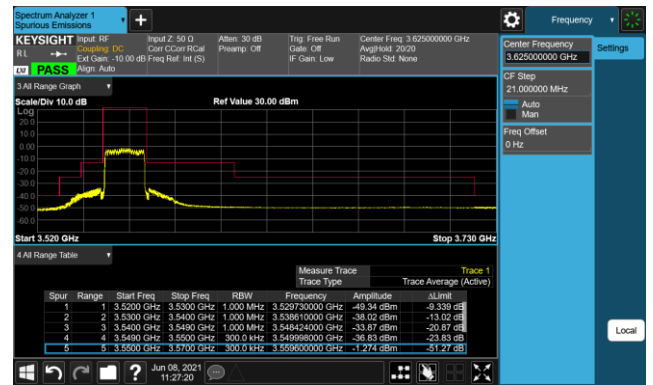 Spectrum Analyzer 1
Spurious Emissions
Frequency
KEYSIGHT Input: RF Input Z: 50 Ω Atten: 30 dB Trig: Free Run Center Freq: 3.625000000 GHz
RL Coupling: DC Corr CCorr RCal Preamp: Off Gate: Off Avg|Hold: 20/20
Ext Gain: -10.00 dB Freq Ref: Int (S) IF Gain: Low Radio Std: None
LXI PASS Align: Auto
Center Frequency
3.625000000 GHz
Settings
CF Step
21.000000 MHz
Auto
Man
Freq Offset
0 Hz
3 All Range Graph
Scale/Div 10.0 dB Ref Value 30.00 dBm
Log
20.0
10.0
0.00
-10.0
-20.0
-30.0
-40.0
-50.0
-60.0
Start 3.520 GHz Stop 3.730 GHz
4 All Range Table
Measure Trace Trace 1
Trace Type Trace Average (Active)
Spur Range Start Freq Stop Freq RBW Frequency Amplitude ΔLimit
1 1 3.5200 GHz 3.5300 GHz 1.000 MHz 3.529730000 GHz -49.34 dBm -9.339 dB
2 2 3.5300 GHz 3.5400 GHz 1.000 MHz 3.538610000 GHz -38.02 dBm -13.02 dB
3 3 3.5400 GHz 3.5490 GHz 1.000 MHz 3.548424000 GHz -33.87 dBm -20.87 dB
4 4 3.5490 GHz 3.5500 GHz 300.0 kHz 3.549998000 GHz -36.83 dBm -23.83 dB
5 5 3.5500 GHz 3.5700 GHz 300.0 kHz 3.559600000 GHz -1.274 dBm -51.27 dB
Local
? Jun 08, 2021
11:27:20